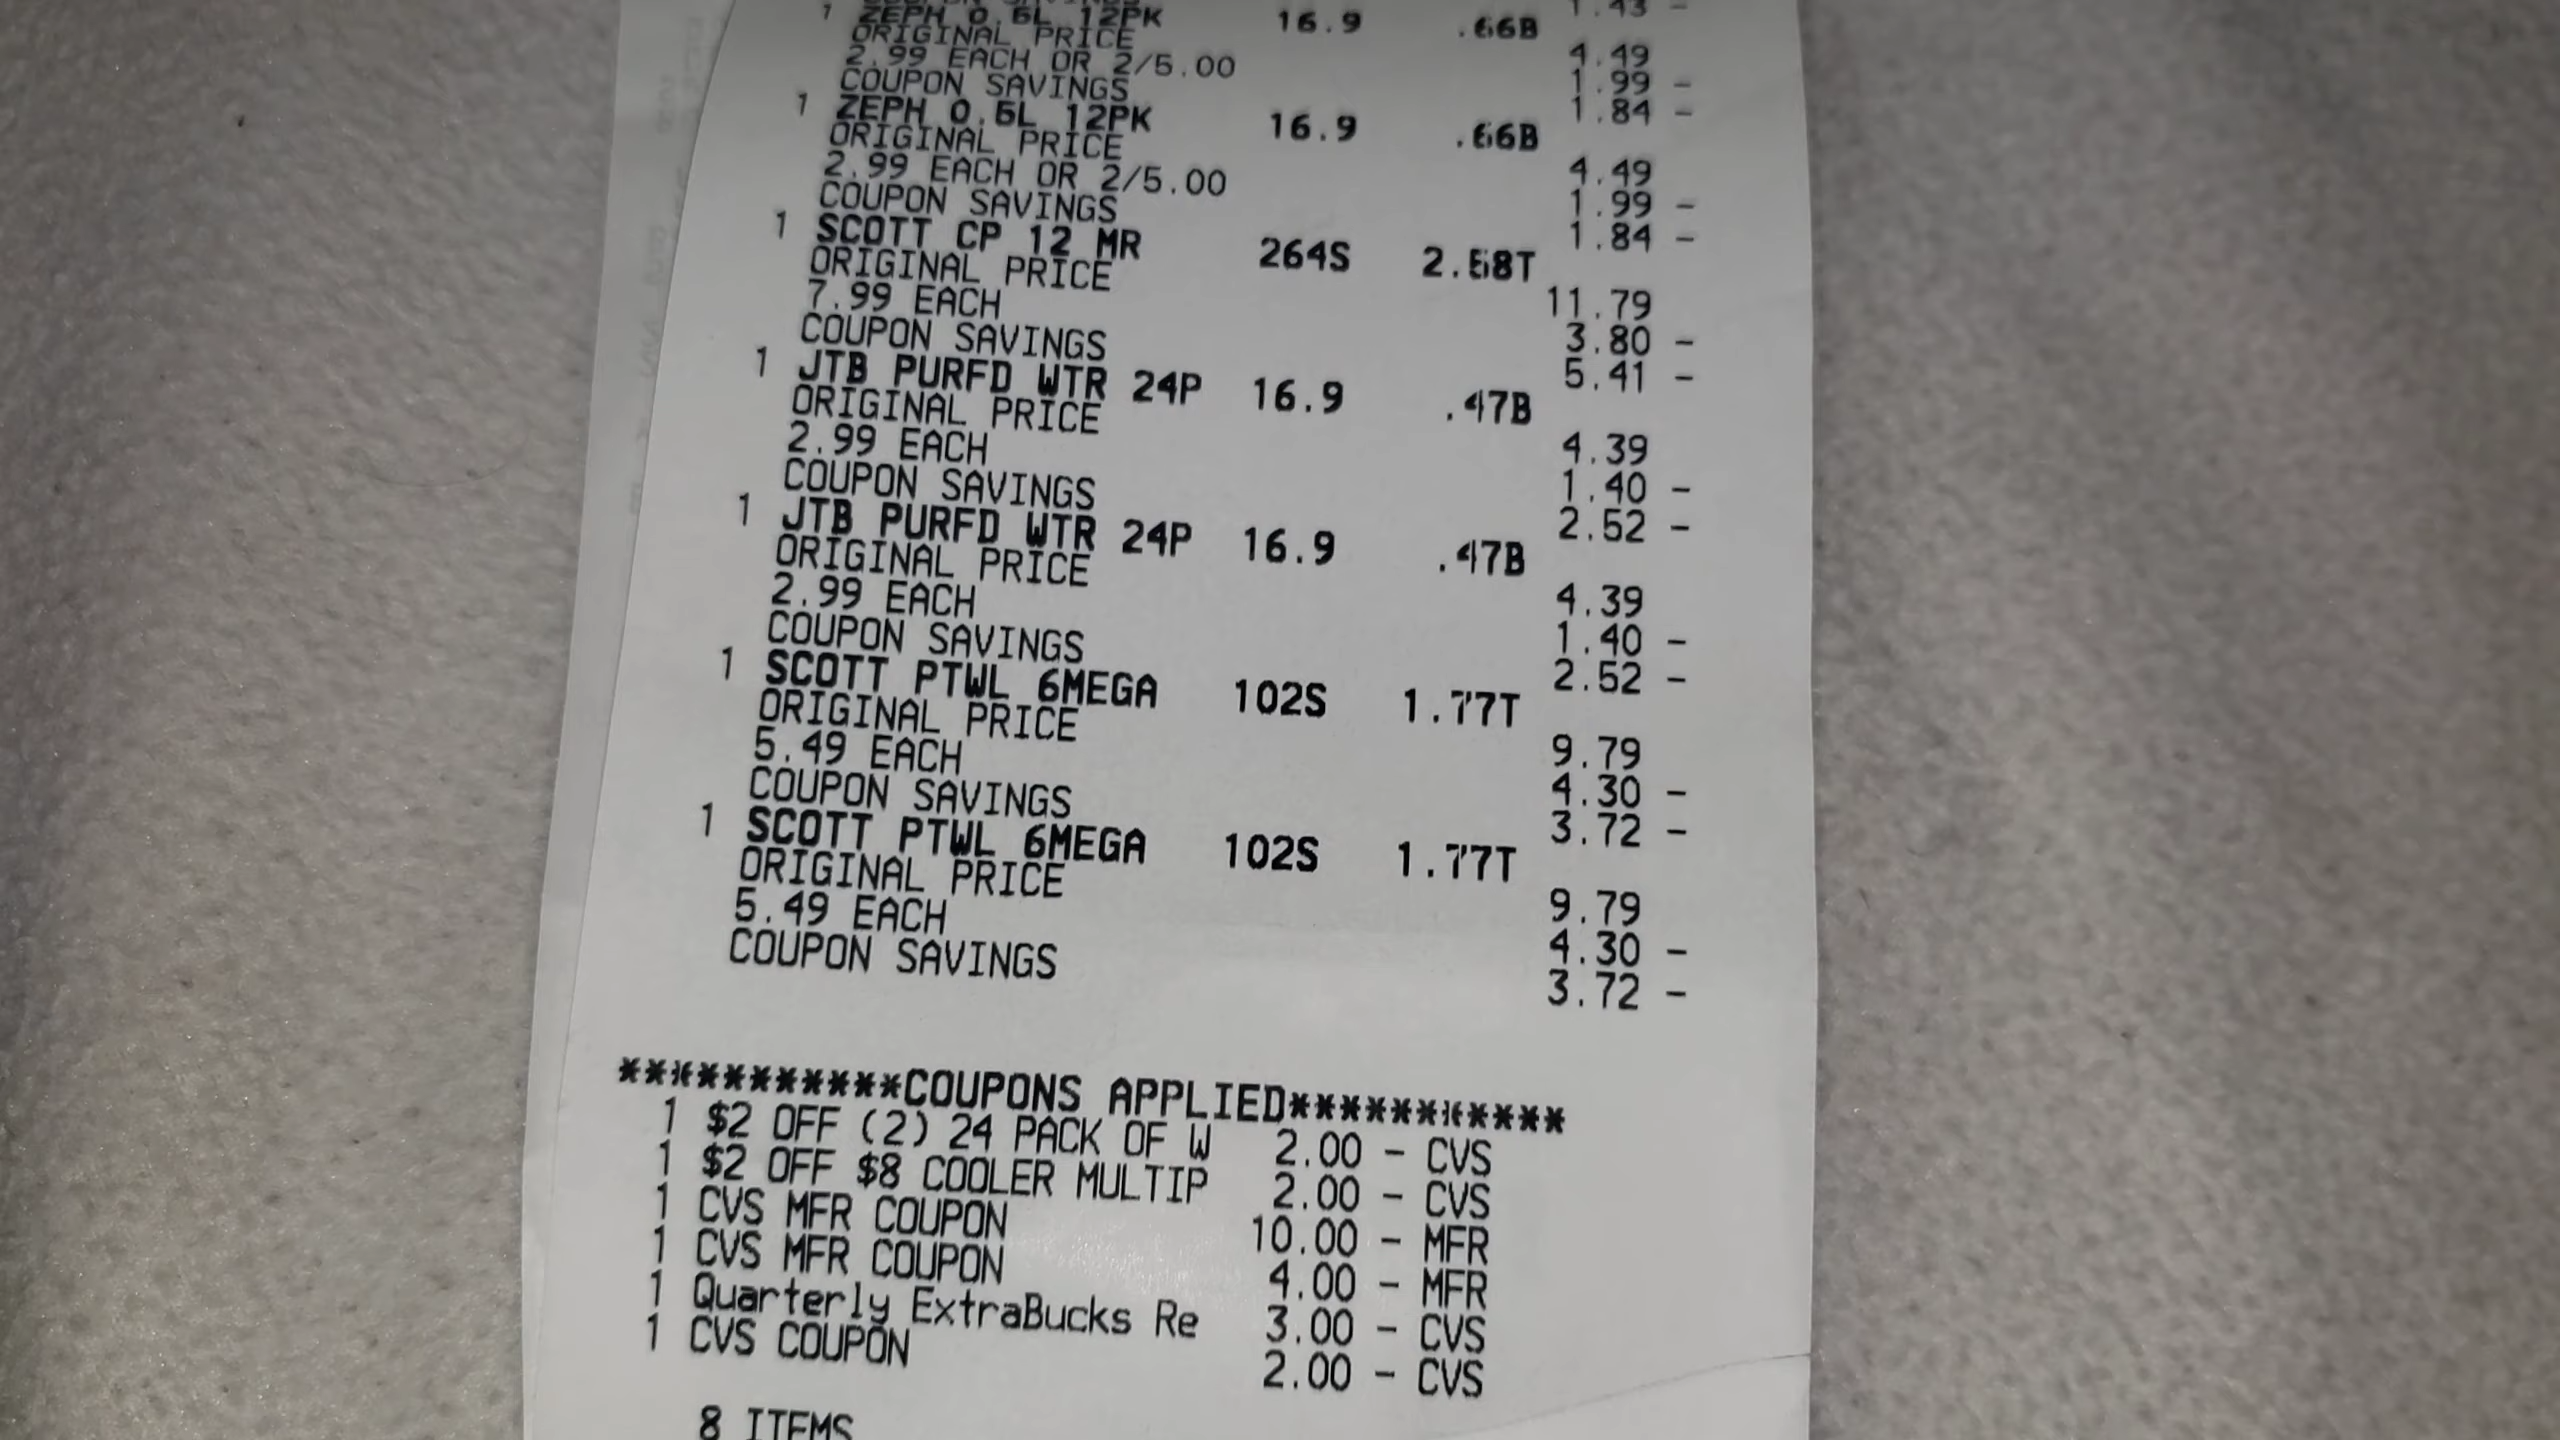 1.43 -
1 ZEPH 0.5L 12PK 16.9 .66B
ORIGINAL PRICE 4.49
2.99 EACH OR 2/5.00 1.99 -
COUPON SAVINGS 1.84 -
1 ZEPH 0.5L 12PK 16.9 .66B
ORIGINAL PRICE 4.49
2.99 EACH OR 2/5.00 1.99 -
COUPON SAVINGS 1.84 -
1 SCOTT CP 12 MR 264S 2.58T
ORIGINAL PRICE 11.79
7.99 EACH 3.80 -
COUPON SAVINGS 5.41 -
1 JTB PURFD WTR 24P 16.9 .47B
ORIGINAL PRICE 4.39
2.99 EACH 1.40 -
COUPON SAVINGS 2.52 -
1 JTB PURFD WTR 24P 16.9 .47B
ORIGINAL PRICE 4.39
2.99 EACH 1.40 -
COUPON SAVINGS 2.52 -
1 SCOTT PTWL 6MEGA 102S 1.77T
ORIGINAL PRICE 9.79
5.49 EACH 4.30 -
COUPON SAVINGS 3.72 -
1 SCOTT PTWL 6MEGA 102S 1.77T
ORIGINAL PRICE 9.79
5.49 EACH 4.30 -
COUPON SAVINGS 3.72 -
***********COUPONS APPLIED***********
1 $2 OFF (2) 24 PACK OF W 2.00 - CVS
1 $2 OFF $8 COOLER MULTIP 2.00 - CVS
1 CVS MFR COUPON 10.00 - MFR
1 CVS MFR COUPON 4.00 - MFR
1 Quarterly ExtraBucks Re 3.00 - CVS
1 CVS COUPON 2.00 - CVS
8 ITEMS